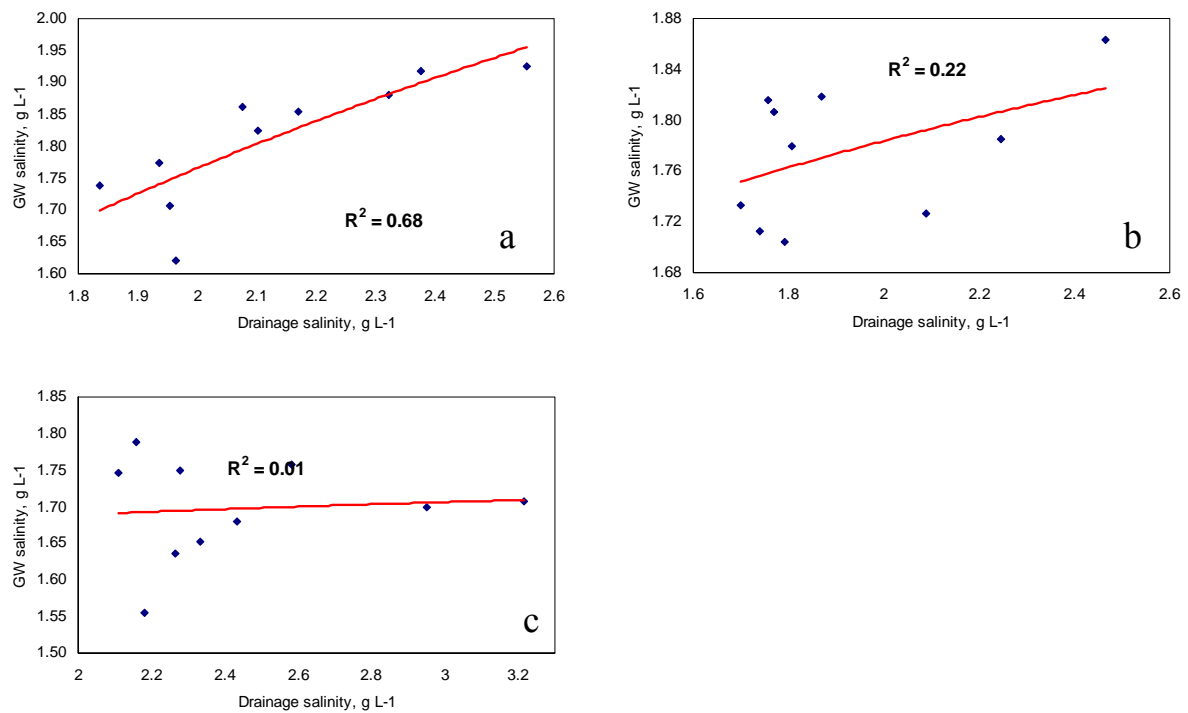 2.00
1.95
1.90
1.85
1.80
1.75
1.70
1.65
1.60
GW salinity, g L-1
R² = 0.68
a
1.8 1.9 2 2.1 2.2 2.3 2.4 2.5 2.6
Drainage salinity, g L-1
1.88
1.84
1.80
1.76
1.72
1.68
GW salinity, g L-1
R² = 0.22
b
1.6 1.8 2 2.2 2.4 2.6
Drainage salinity, g L-1
1.85
1.80
1.75
1.70
1.65
1.60
1.55
1.50
GW salinity, g L-1
R² = 0.01
c
2 2.2 2.4 2.6 2.8 3 3.2
Drainage salinity, g L-1